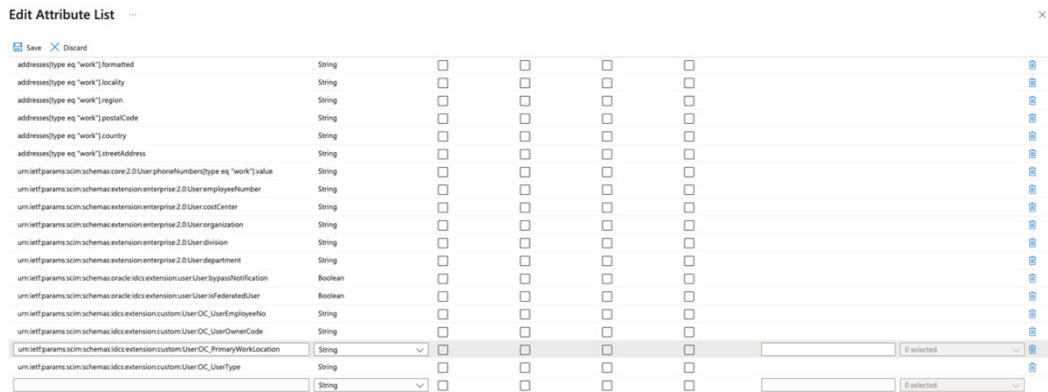 Edit Attribute List ...
Save Discard
addresses[type eq "work"].formatted String
addresses[type eq "work"].locality String
addresses[type eq "work"].region String
addresses[type eq "work"].postalCode String
addresses[type eq "work"].country String
addresses[type eq "work"].streetAddress String
urn:ietf:params:scim:schemas:core:2.0:User:phoneNumbers[type eq "work"].value String
urn:ietf:params:scim:schemas:extension:enterprise:2.0:User:employeeNumber String
urn:ietf:params:scim:schemas:extension:enterprise:2.0:User:costCenter String
urn:ietf:params:scim:schemas:extension:enterprise:2.0:User:organization String
urn:ietf:params:scim:schemas:extension:enterprise:2.0:User:division String
urn:ietf:params:scim:schemas:extension:enterprise:2.0:User:department String
urn:ietf:params:scim:schemas:oracle:idcs:extension:user:User:bypassNotification Boolean
urn:ietf:params:scim:schemas:oracle:idcs:extension:user:User:isFederatedUser Boolean
urn:ietf:params:scim:schemas:idcs:extension:custom:User:OC_UserEmployeeNo String
urn:ietf:params:scim:schemas:idcs:extension:custom:User:OC_UserOwnerCode String
urn:ietf:params:scim:schemas:idcs:extension:custom:User:OC_PrimaryWorkLocation String 0 selected
urn:ietf:params:scim:schemas:idcs:extension:custom:User:OC_UserType String
String 0 selected